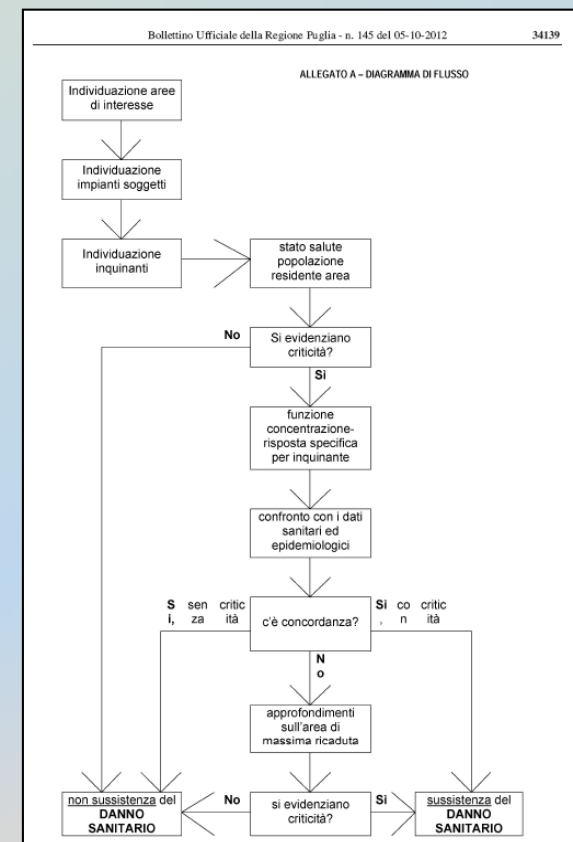 Bollettino Ufficiale della Regione Puglia - n. 145 del 05-10-2012
34139
ALLEGATO A – DIAGRAMMA DI FLUSSO
Individuazione aree
di interesse
Individuazione
impianti soggetti
Individuazione
inquinanti
stato salute
popolazione
residente area
No
Si evidenziano
criticità?
Sì
funzione
concentrazione-
risposta specifica
per inquinante
confronto con i dati
sanitari ed
epidemiologici
S sen critic
i, za ità
c'è concordanza?
Si co critic
, n ità
N
o
approfondimenti
sull'area di
massima ricaduta
non sussistenza del
DANNO
SANITARIO
No
si evidenziano
criticità?
Si
sussistenza del
DANNO
SANITARIO